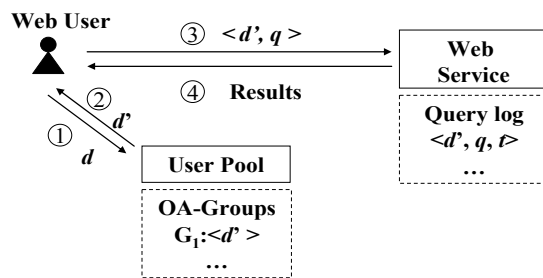 Web User
③ <d’, q >
Web
Service
④ Results
② d’
① d
Query log
<d’, q, t>
…
User Pool
OA-Groups
G1:<d’ >
…